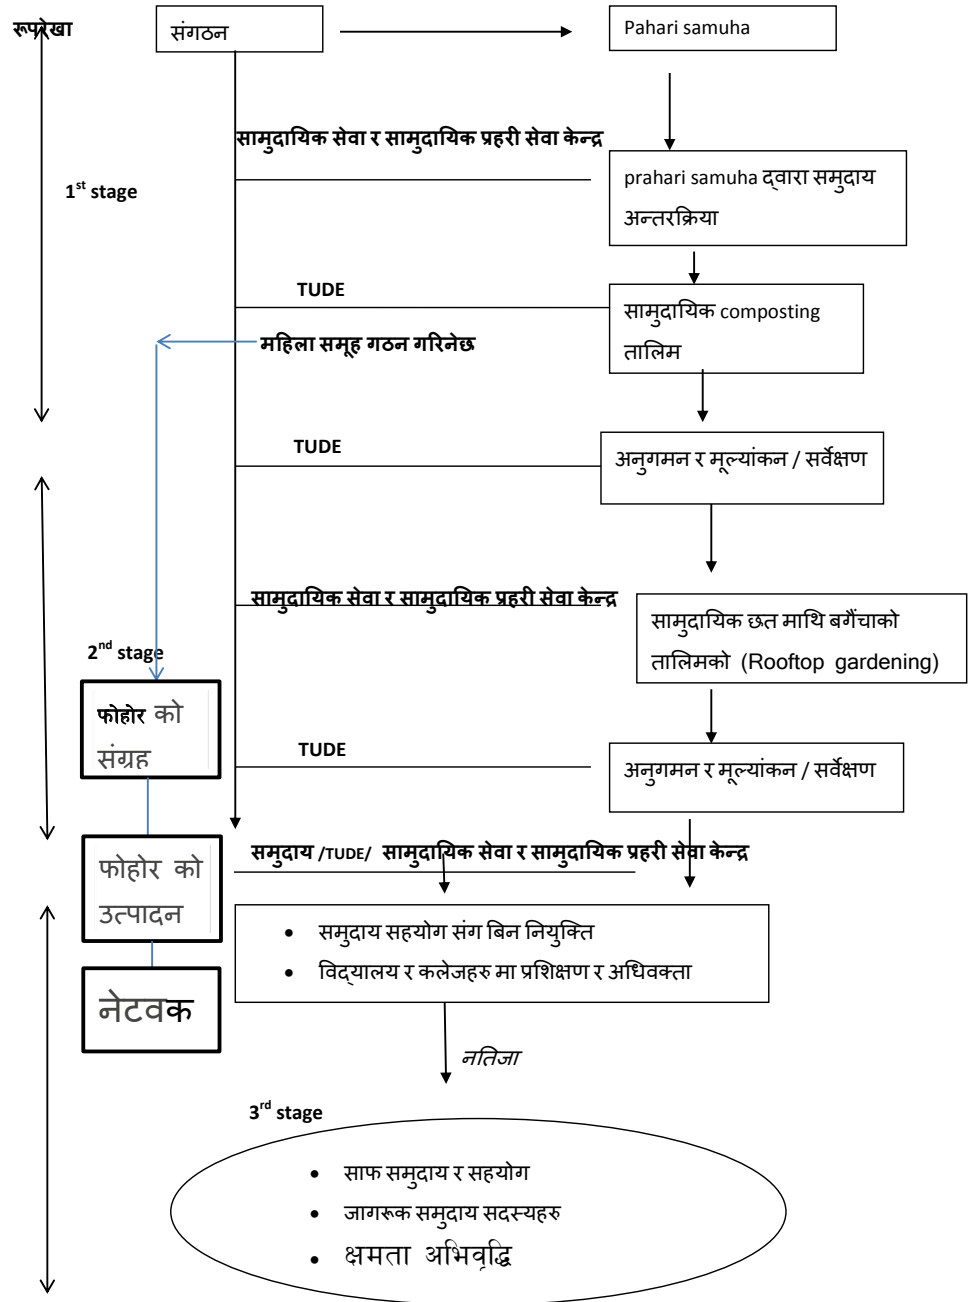 रूपरेखा
संगठन
Pahari samuha
सामुदायिक सेवा र सामुदायिक प्रहरी सेवा केन्द्र
1st stage
prahari samuha द्वारा समुदाय
अन्तरक्रिया
TUDE
सामुदायिक composting
तालिम
महिला समूह गठन गरिनेछ
TUDE
अनुगमन र मूल्यांकन / सर्वेक्षण
सामुदायिक सेवा र सामुदायिक प्रहरी सेवा केन्द्र
सामुदायिक छत माथि बगैंचाको
तालिमको (Rooftop gardening)
2nd stage
फोहोर को
संग्रह
TUDE
अनुगमन र मूल्यांकन / सर्वेक्षण
समुदाय /TUDE/ सामुदायिक सेवा र सामुदायिक प्रहरी सेवा केन्द्र
फोहोर को
उत्पादन
• समुदाय सहयोग संग बिन नियुक्ति
• विद्यालय र कलेजहरु मा प्रशिक्षण र अधिवक्ता
नेटवक
नतिजा
3rd stage
• साफ समुदाय र सहयोग
• जागरूक समुदाय सदस्यहरु
• क्षमता अभिवृद्धि